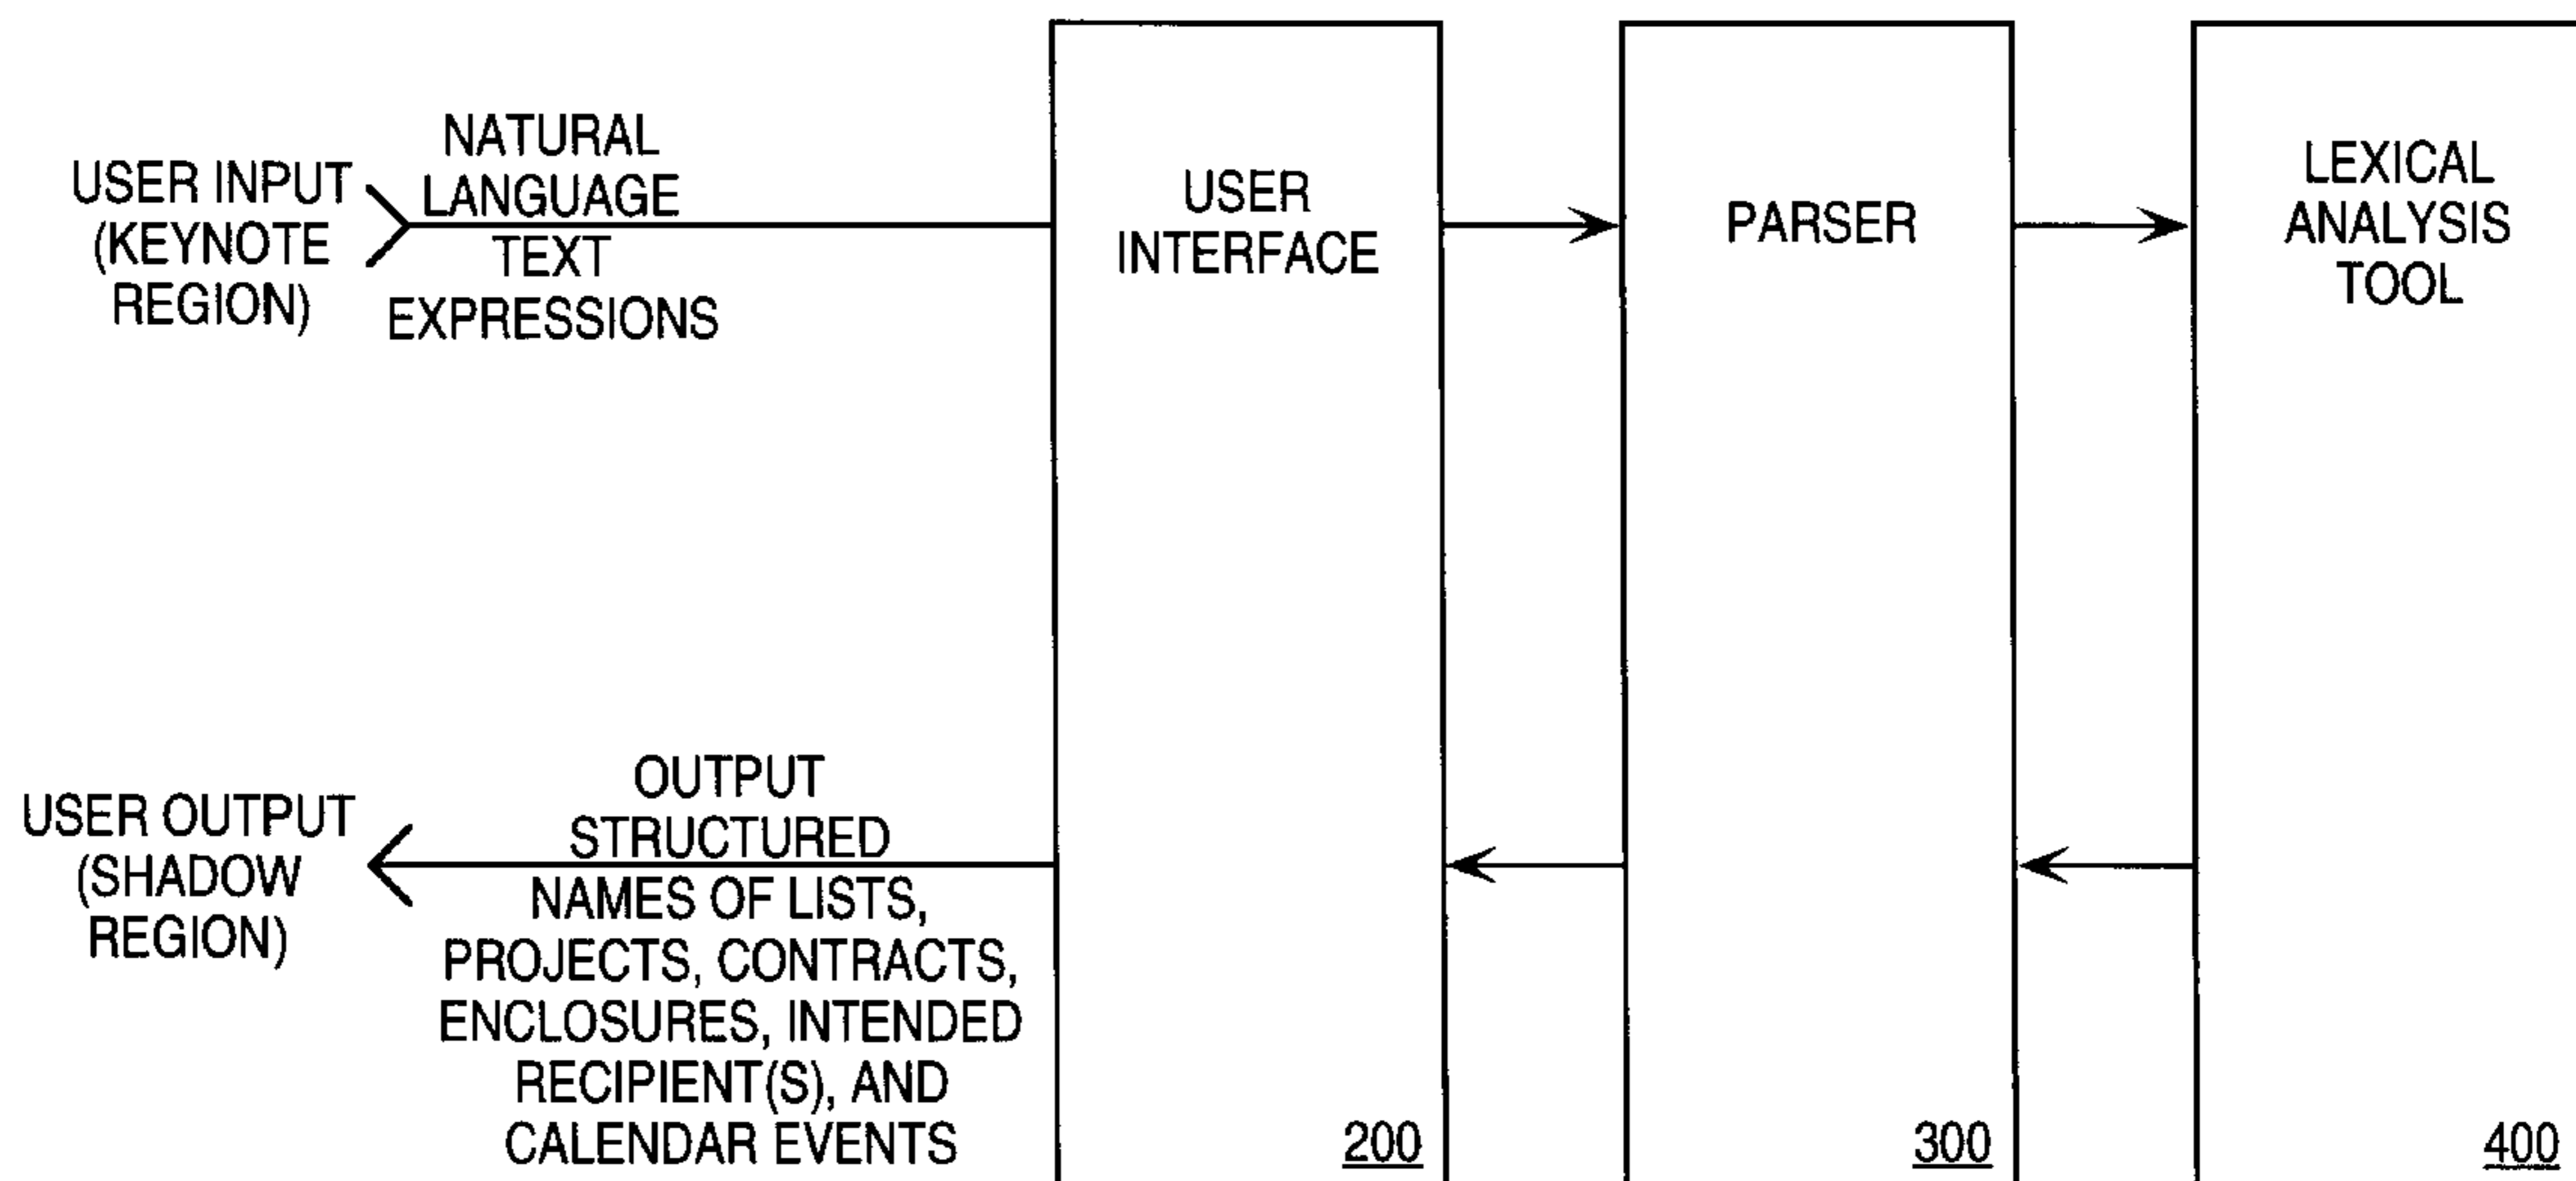 USER INPUT
(KEYNOTE
REGION)
NATURAL
LANGUAGE
TEXT
EXPRESSIONS
USER
INTERFACE
PARSER
LEXICAL
ANALYSIS
TOOL
USER OUTPUT
(SHADOW
REGION)
OUTPUT
STRUCTURED
NAMES OF LISTS,
PROJECTS, CONTRACTS,
ENCLOSURES, INTENDED
RECIPIENT(S), AND
CALENDAR EVENTS
200
300
400